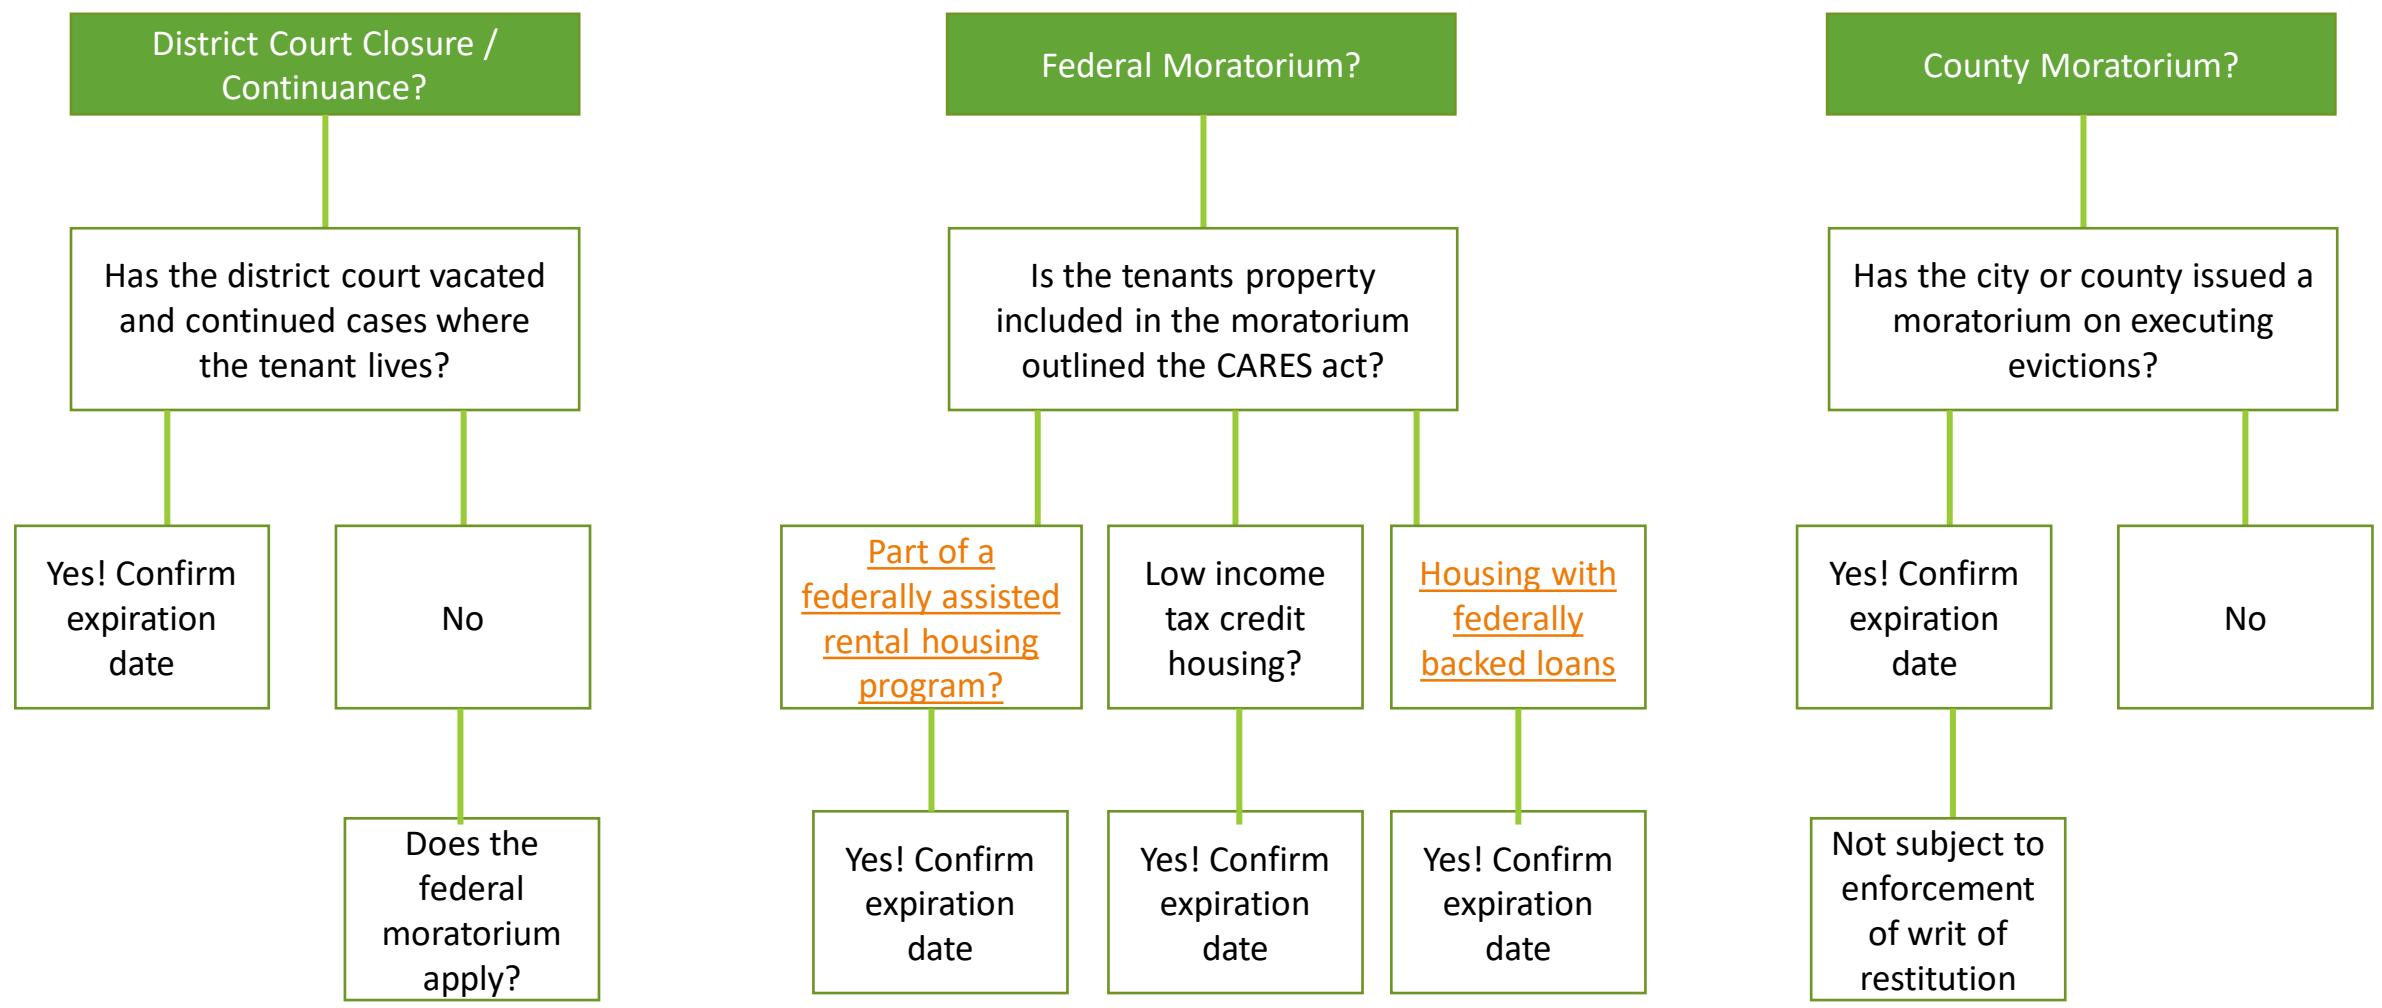 District Court Closure /
Continuance?
Has the district court vacated
and continued cases where
the tenant lives?
Yes! Confirm
expiration
date
No
Does the
federal
moratorium
apply?
Federal Moratorium?
Is the tenants property
included in the moratorium
outlined the CARES act?
Part of a
federally assisted
rental housing
program?
Low income
tax credit
housing?
Housing with
federally
backed loans
Yes! Confirm
expiration
date
Yes! Confirm
expiration
date
Yes! Confirm
expiration
date
County Moratorium?
Has the city or county issued a
moratorium on executing
evictions?
Yes! Confirm
expiration
date
No
Not subject to
enforcement
of writ of
restitution